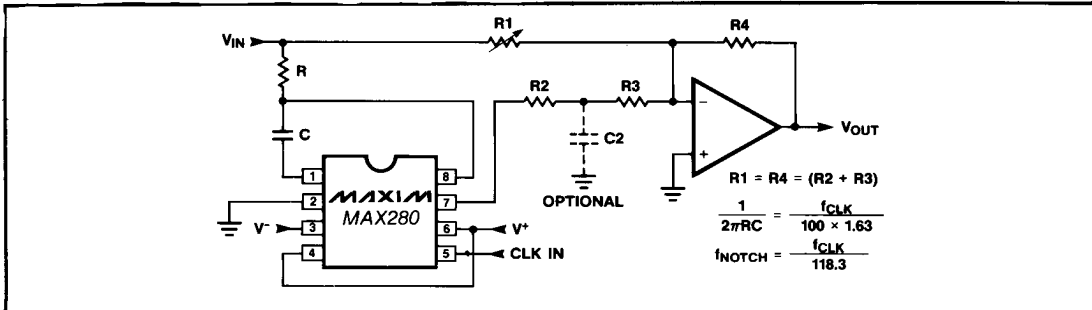 R1
R4
VIN
R
R2
R3
C
C2
VOUT
OPTIONAL
1
2
3
4
8
7
6
5
MAXIM
MAX280
V-
V+
CLK IN
-
+
R1 = R4 = (R2 + R3)
1/2πRC = fCLK/100 × 1.63
fNOTCH = fCLK/118.3